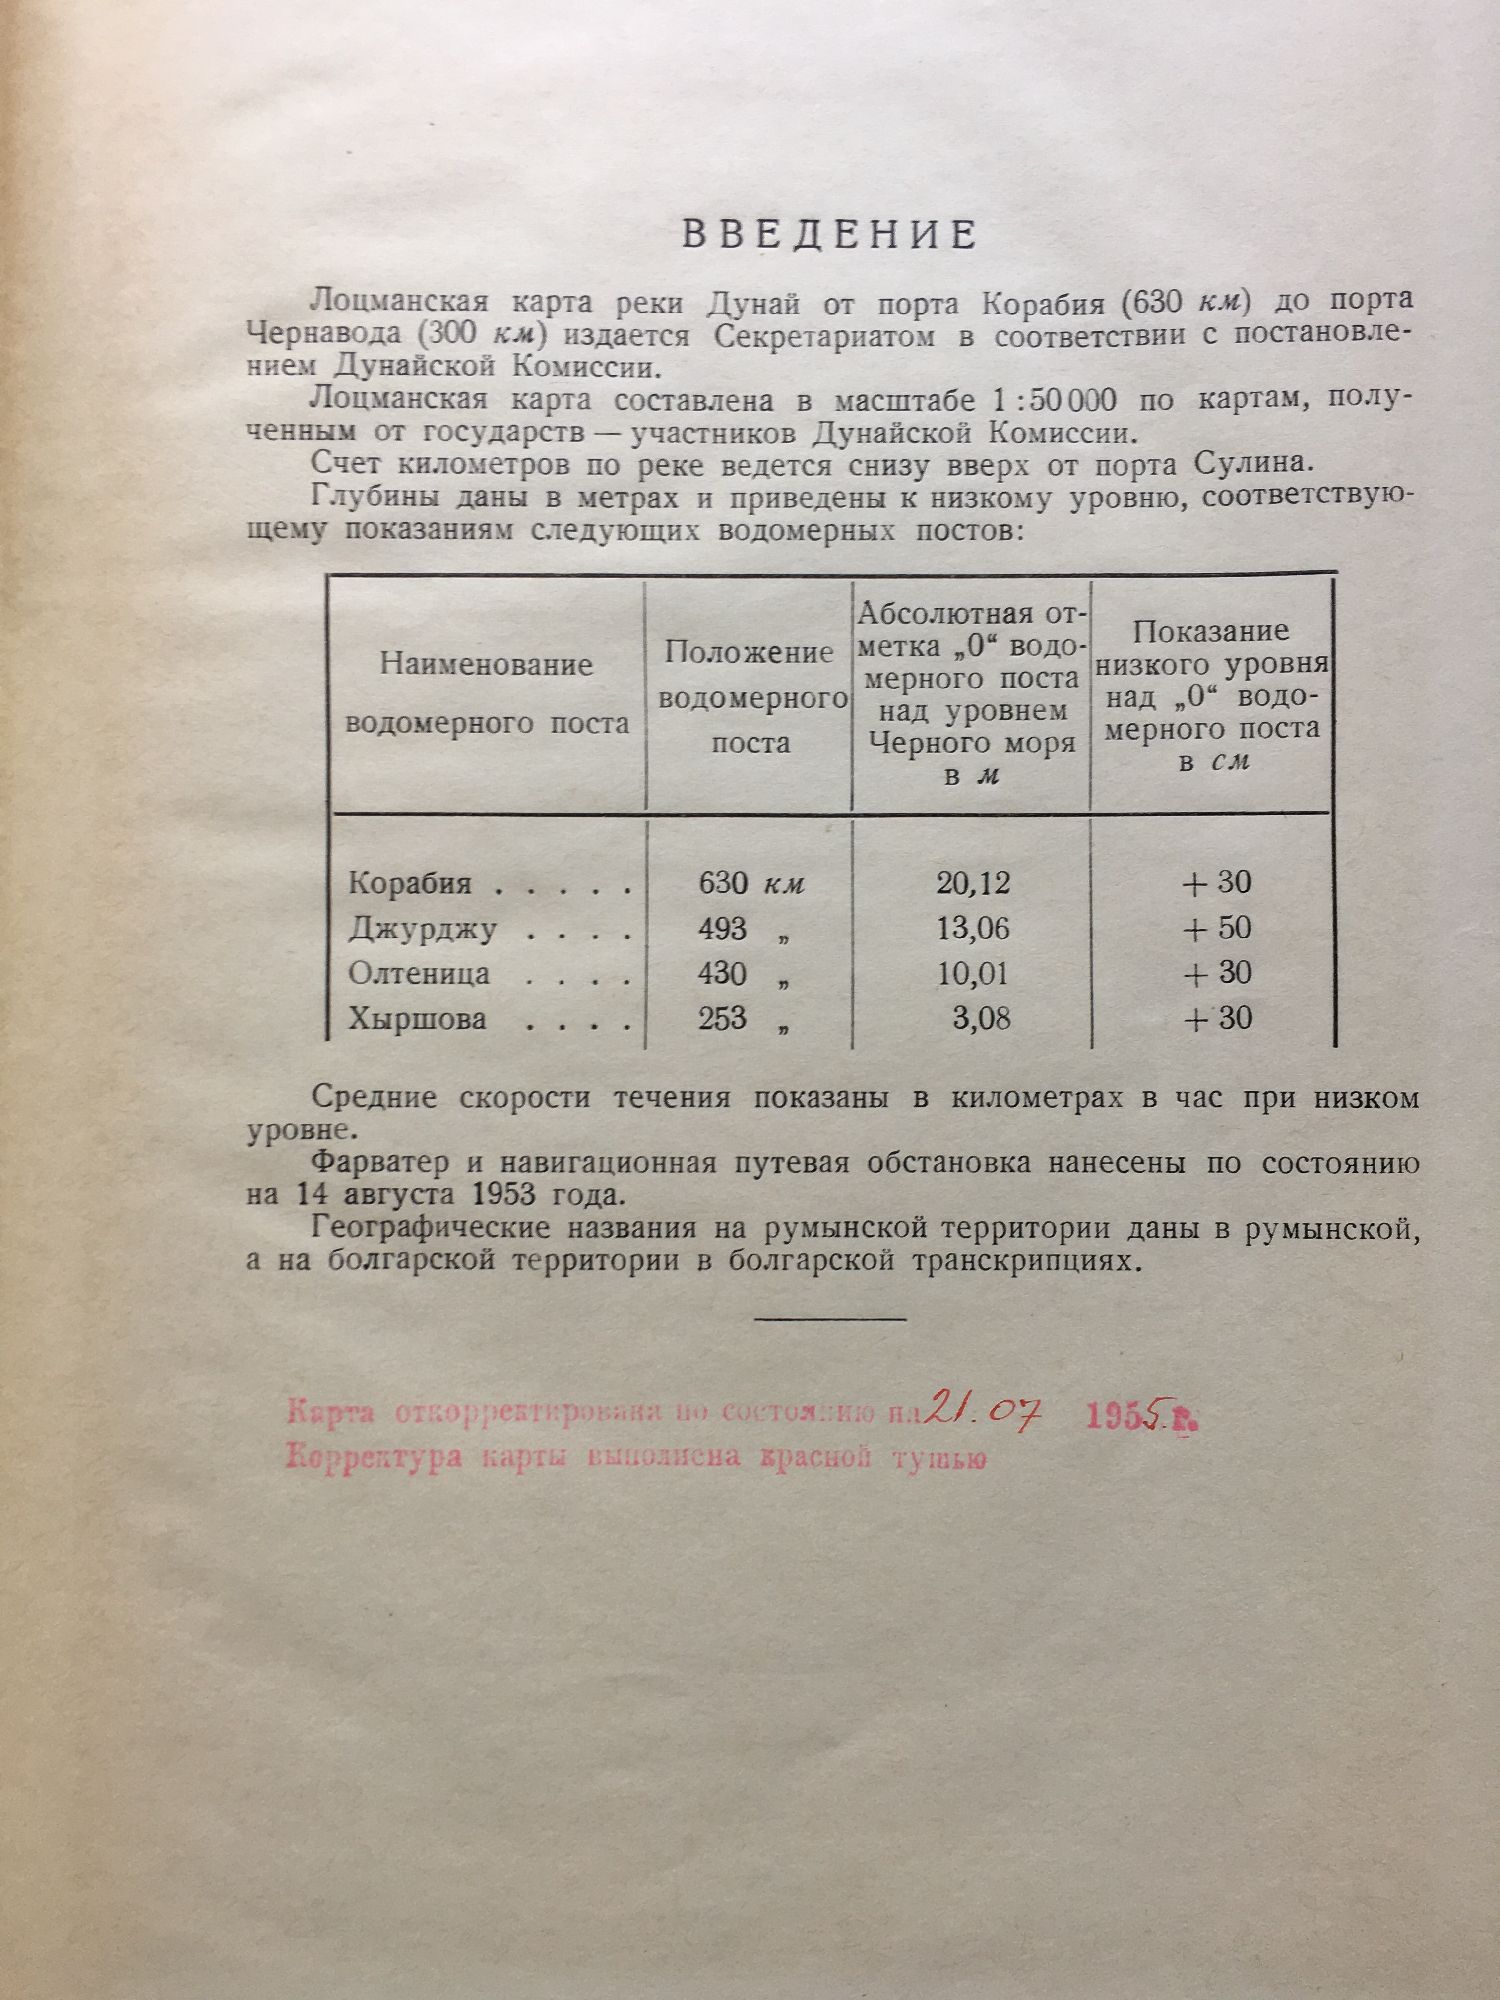 ВВЕДЕНИЕ
Лоцманская карта реки Дунай от порта Корабия (630 км) до порта
Чернавода (300 км) издается Секретариатом в соответствии с постановле-
нием Дунайской Комиссии.
Лоцманская карта составлена в масштабе 1 : 50 000 по картам, полу-
ченным от государств — участников Дунайской Комиссии.
Счет километров по реке ведется снизу вверх от порта Сулина.
Глубины даны в метрах и приведены к низкому уровню, соответствую-
щему показаниям следующих водомерных постов:
Наименование
водомерного поста
Положение
водомерного
поста
Абсолютная от-
метка „0“ водо-
мерного поста
над уровнем
Черного моря
в м
Показание
низкого уровня
над „0“ водо-
мерного поста
в см
Корабия . . . . . 630 км 20,12 + 30
Джурджу . . . . 493 „ 13,06 + 50
Олтеница . . . . 430 „ 10,01 + 30
Хыршова . . . . 253 „ 3,08 + 30
Средние скорости течения показаны в километрах в час при низком
уровне.
Фарватер и навигационная путевая обстановка нанесены по состоянию
на 14 августа 1953 года.
Географические названия на румынской территории даны в румынской,
а на болгарской территории в болгарской транскрипциях.
Карта откорректирована по состоянию на 21.07 1955.г.
Корректура карты выполнена красной тушью